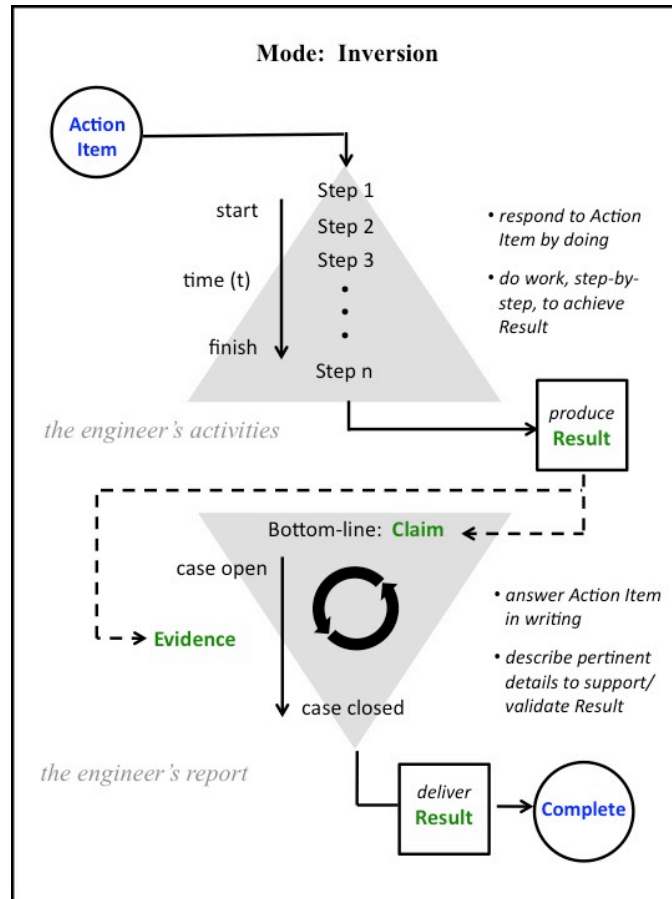 Mode: Inversion
Action
Item
Step 1
start
Step 2
Step 3
time (t)
finish
Step n
• respond to Action
Item by doing
• do work, step-by-
step, to achieve
Result
the engineer's activities
produce
Result
Bottom-line: Claim
case open
Evidence
case closed
• answer Action Item
in writing
• describe pertinent
details to support/
validate Result
the engineer's report
deliver
Result
Complete